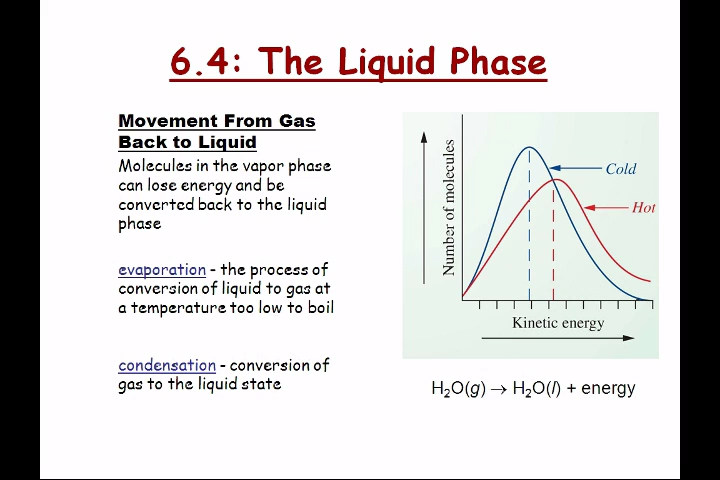 6.4: The Liquid Phase
Movement From Gas
Back to Liquid
Molecules in the vapor phase
can lose energy and be
converted back to the liquid
phase
evaporation - the process of
conversion of liquid to gas at
a temperature too low to boil
condensation - conversion of
gas to the liquid state
Number of molecules
Cold
Hot
Kinetic energy
H₂O(g) → H₂O(l) + energy